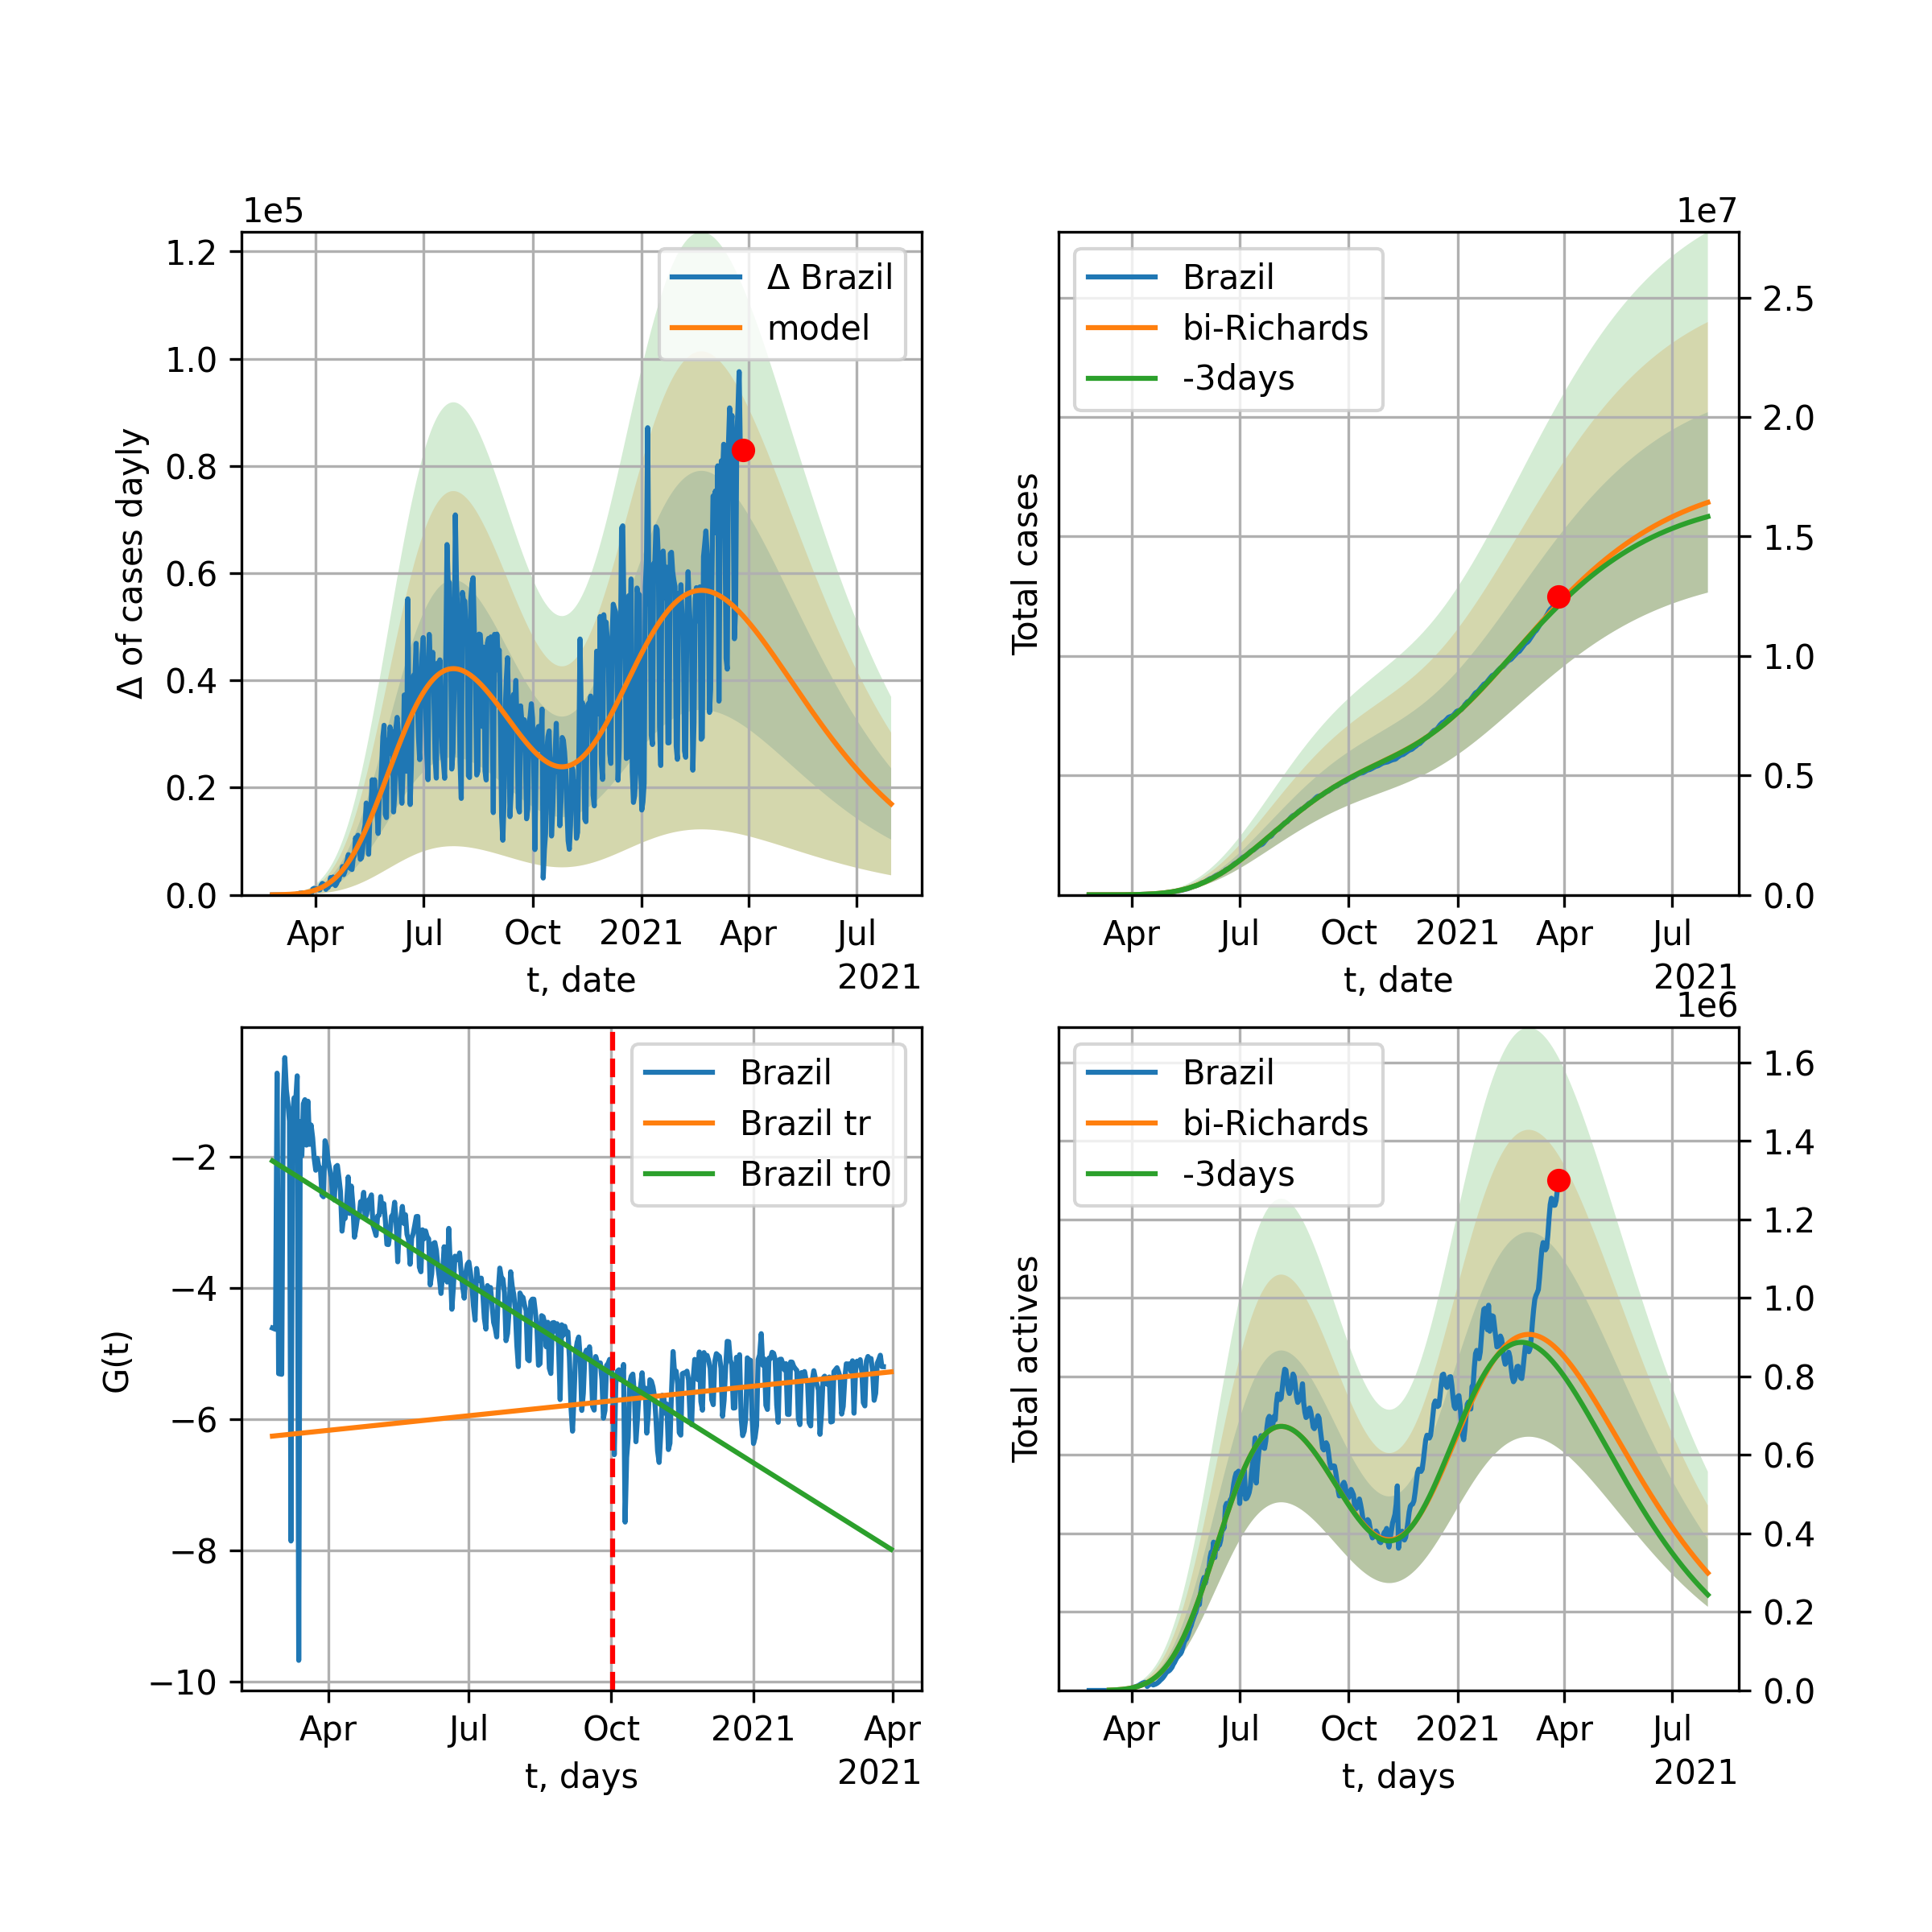 1e5
1.2
1.0
0.8
0.6
0.4
0.2
0.0
Δ of cases dayly
Δ Brazil
model
Apr Jul Oct 2021 Apr Jul
t, date
2021
1e7
Brazil
bi-Richards
-3days
2.5
2.0
1.5
1.0
0.5
0.0
Total cases
Apr Jul Oct 2021 Apr Jul
t, date
2021
G(t)
−2
−4
−6
−8
−10
Brazil
Brazil tr
Brazil tr0
Apr Jul Oct 2021 Apr
t, days
2021
1e6
Brazil
bi-Richards
-3days
1.6
1.4
1.2
1.0
0.8
0.6
0.4
0.2
0.0
Total actives
Apr Jul Oct 2021 Apr Jul
t, days
2021